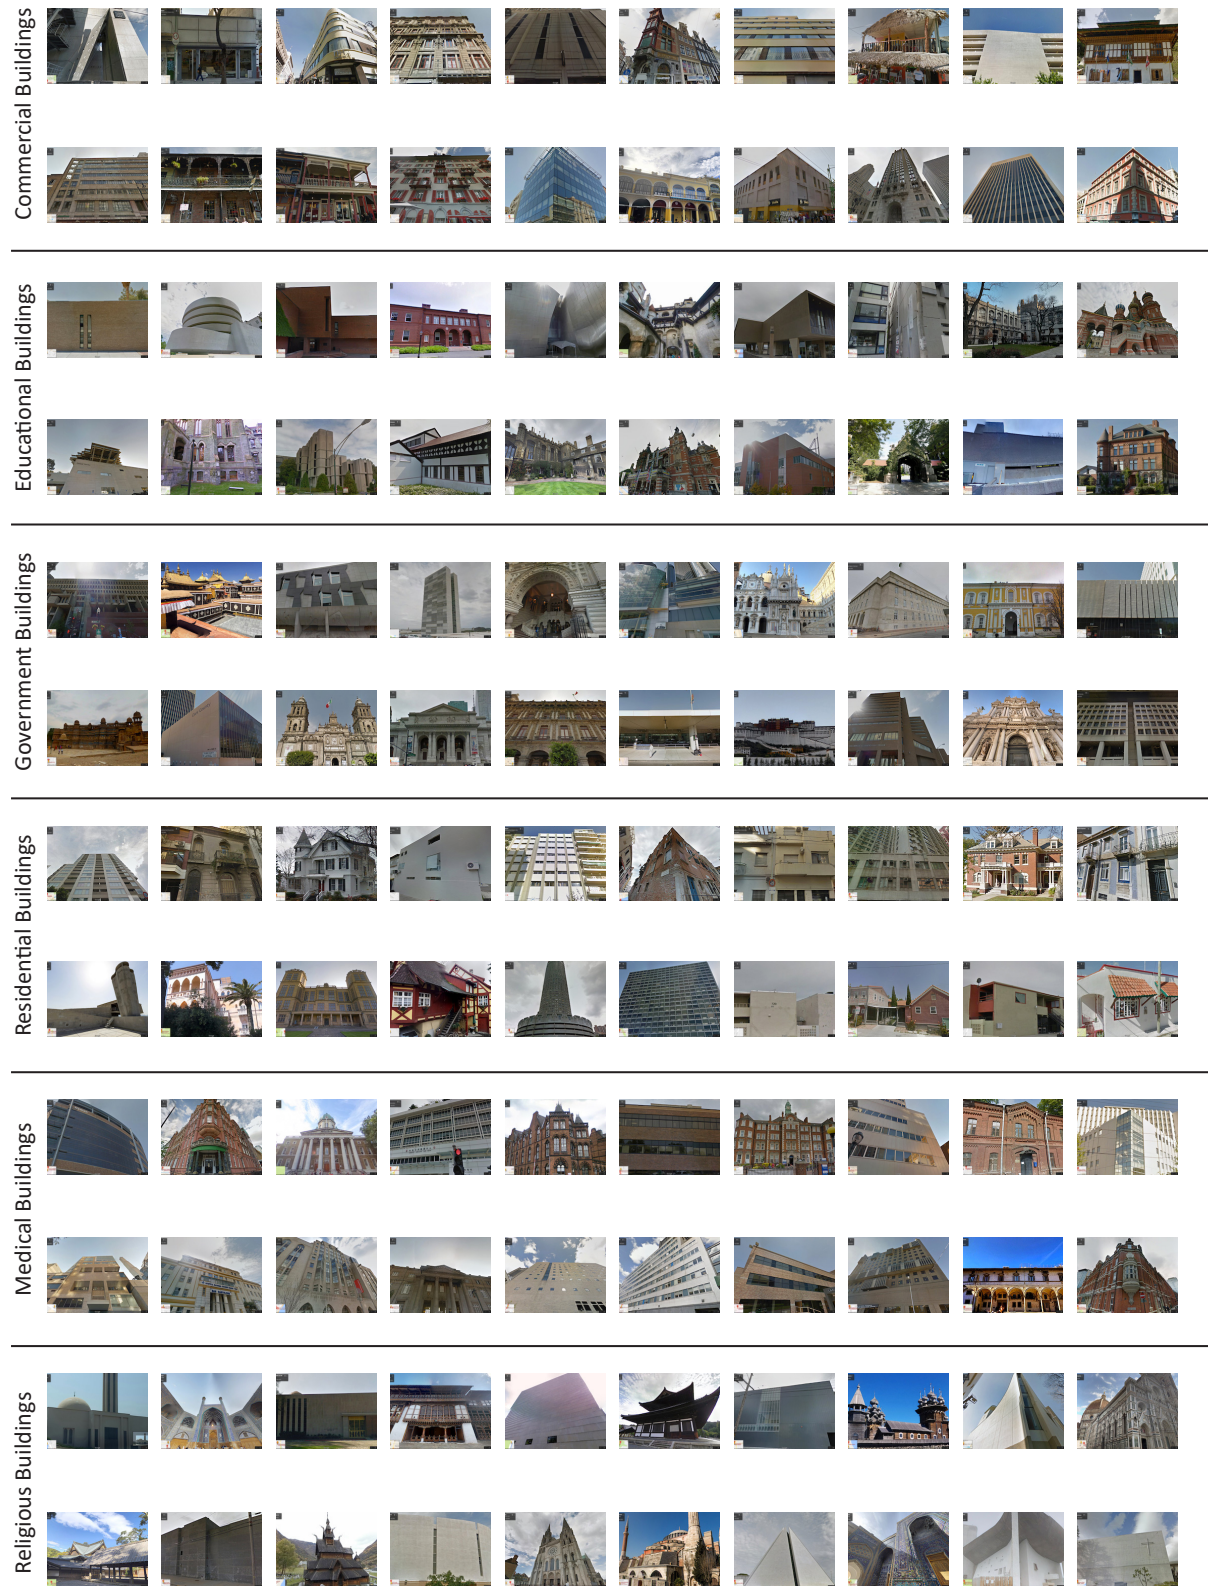 Commercial Buildings
Educational Buildings
Government Buildings
Residential Buildings
Medical Buildings
Religious Buildings